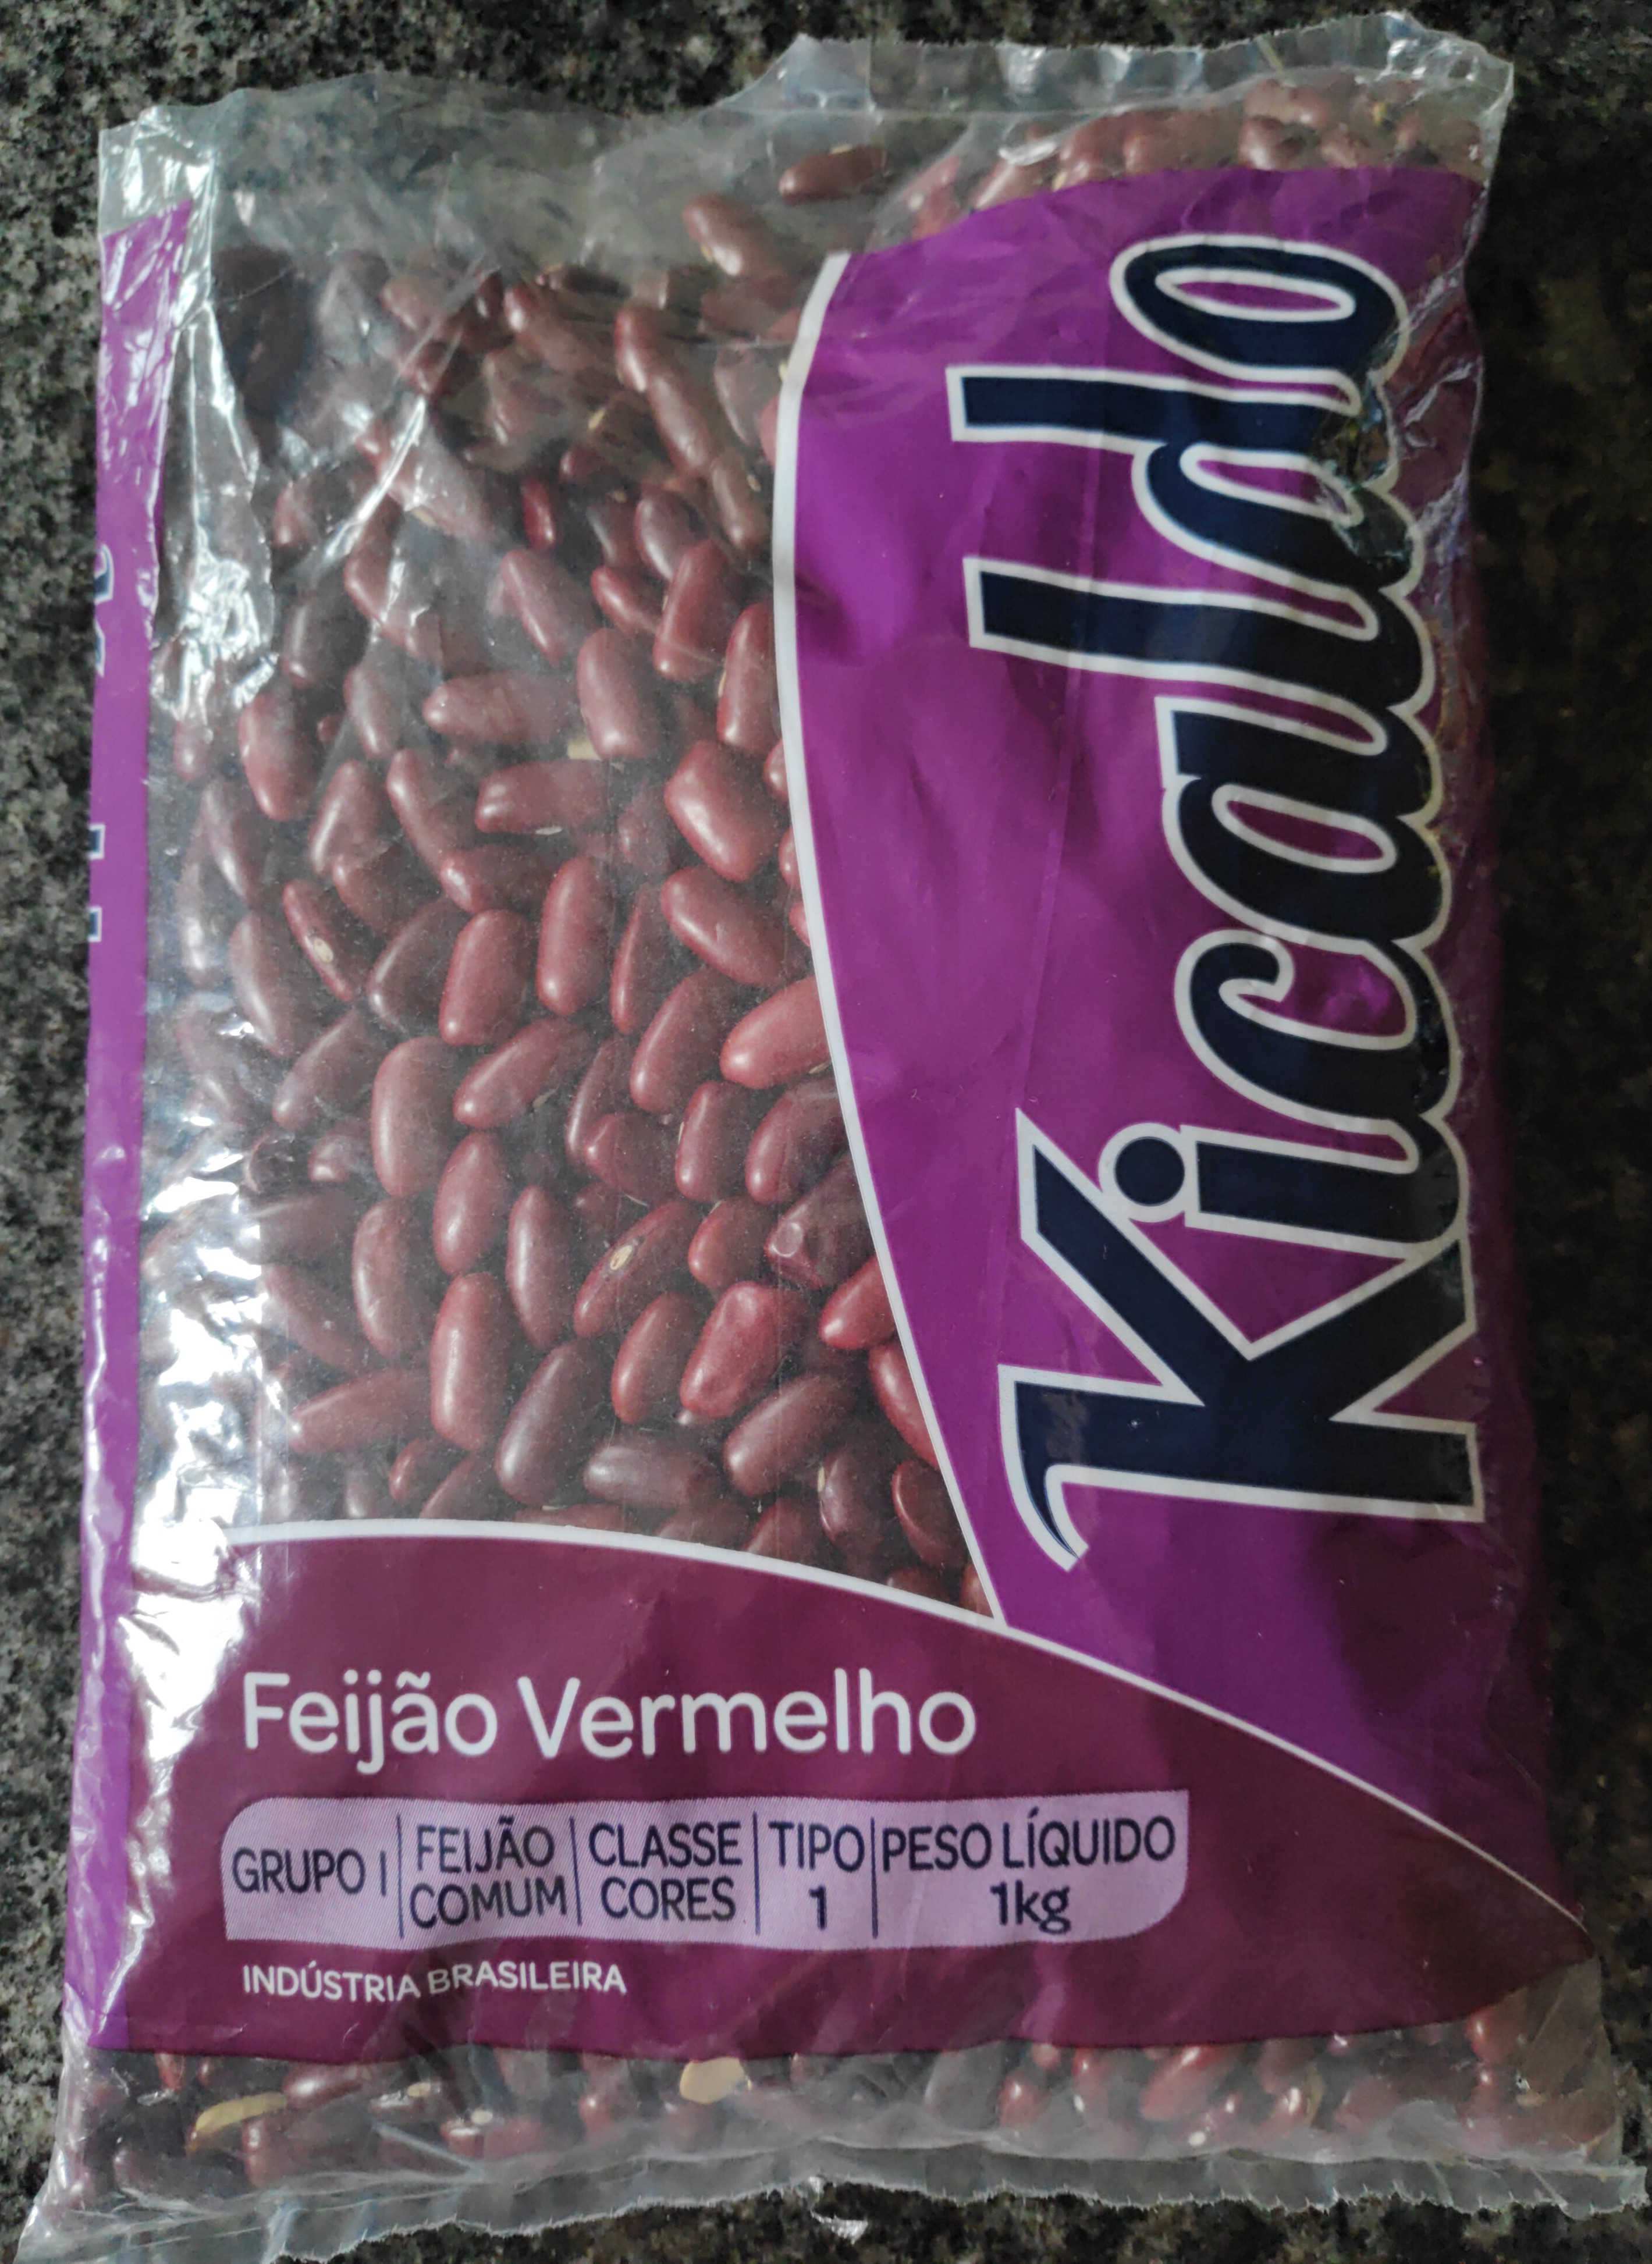 Kicaldo
Feijão Vermelho
GRUPO I
FEIJÃO
COMUM
CLASSE
CORES
TIPO
1
PESO LÍQUIDO
1kg
INDÚSTRIA BRASILEIRA